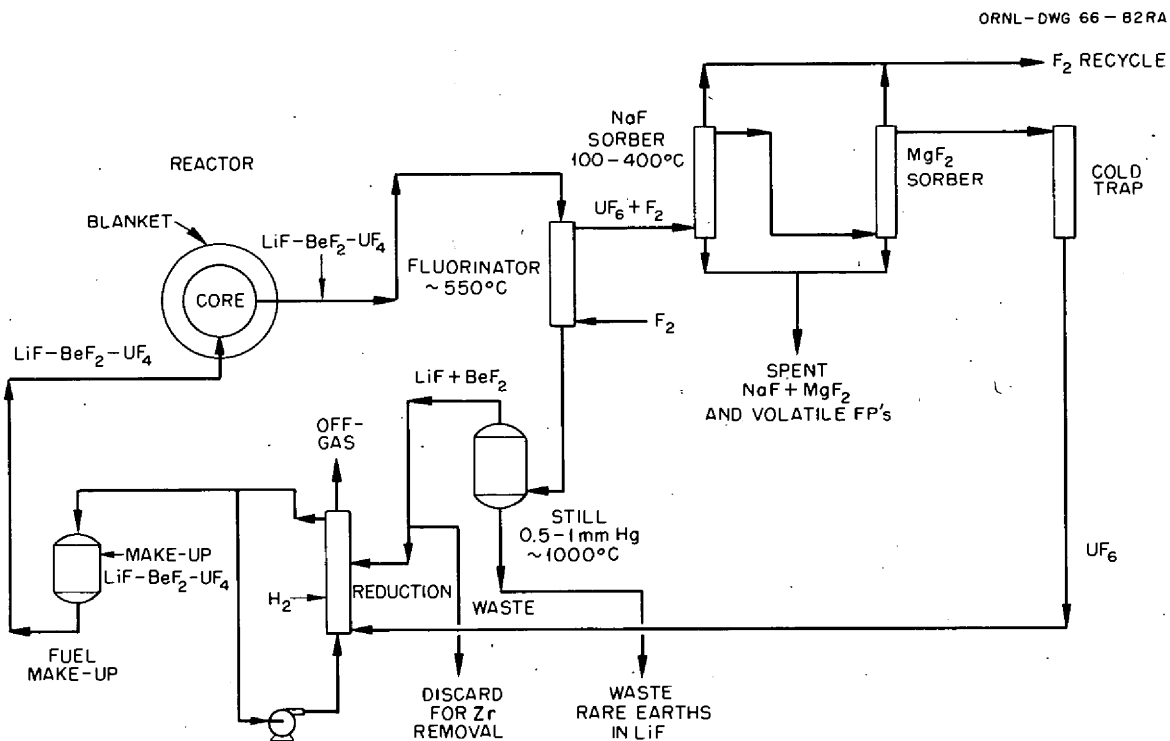 ORNL-DWG 66-82RA
F₂ RECYCLE
NaF
SORBER
100-400°C
MgF₂
SORBER
COLD
TRAP
REACTOR
BLANKET
CORE
LiF-BeF₂-UF₄
UF₆+F₂
FLUORINATOR
~550°C
F₂
SPENT
NaF+MgF₂
AND VOLATILE FP's
LiF-BeF₂-UF₄
LiF+BeF₂
OFF-
GAS
STILL
0.5-1mm Hg
~1000°C
UF₆
MAKE-UP
LiF-BeF₂-UF₄
H₂
REDUCTION
WASTE
FUEL
MAKE-UP
DISCARD
FOR Zr
REMOVAL
WASTE
RARE EARTHS
IN LiF